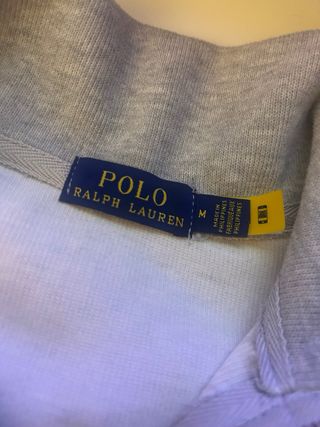 POLO
RALPH LAUREN
M
MADE IN
PHILIPPINES
FABRIQUÉ AUX
PHILIPPINES